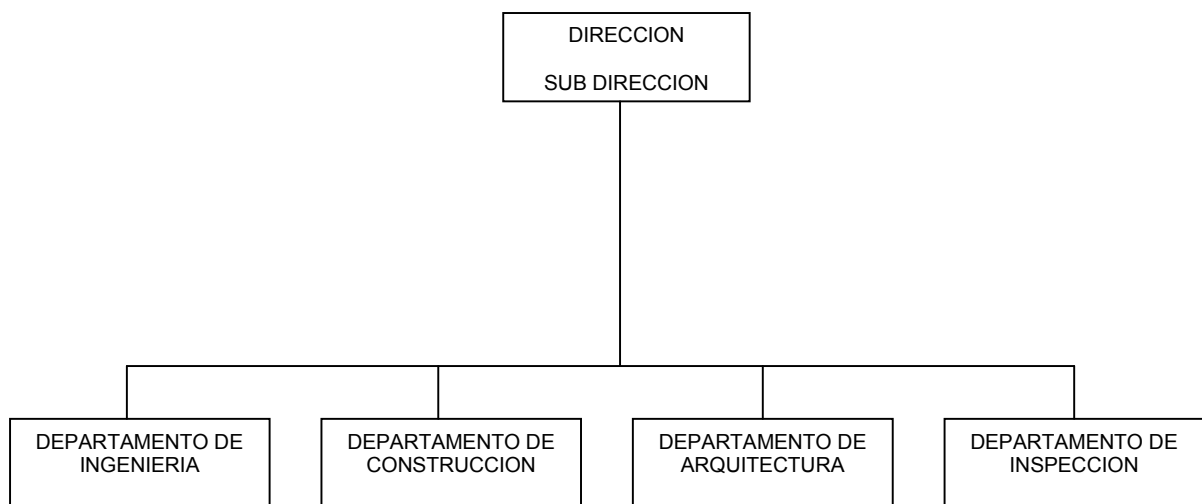 DIRECCION
SUB DIRECCION
DEPARTAMENTO DE
INGENIERIA
DEPARTAMENTO DE
CONSTRUCCION
DEPARTAMENTO DE
ARQUITECTURA
DEPARTAMENTO DE
INSPECCION